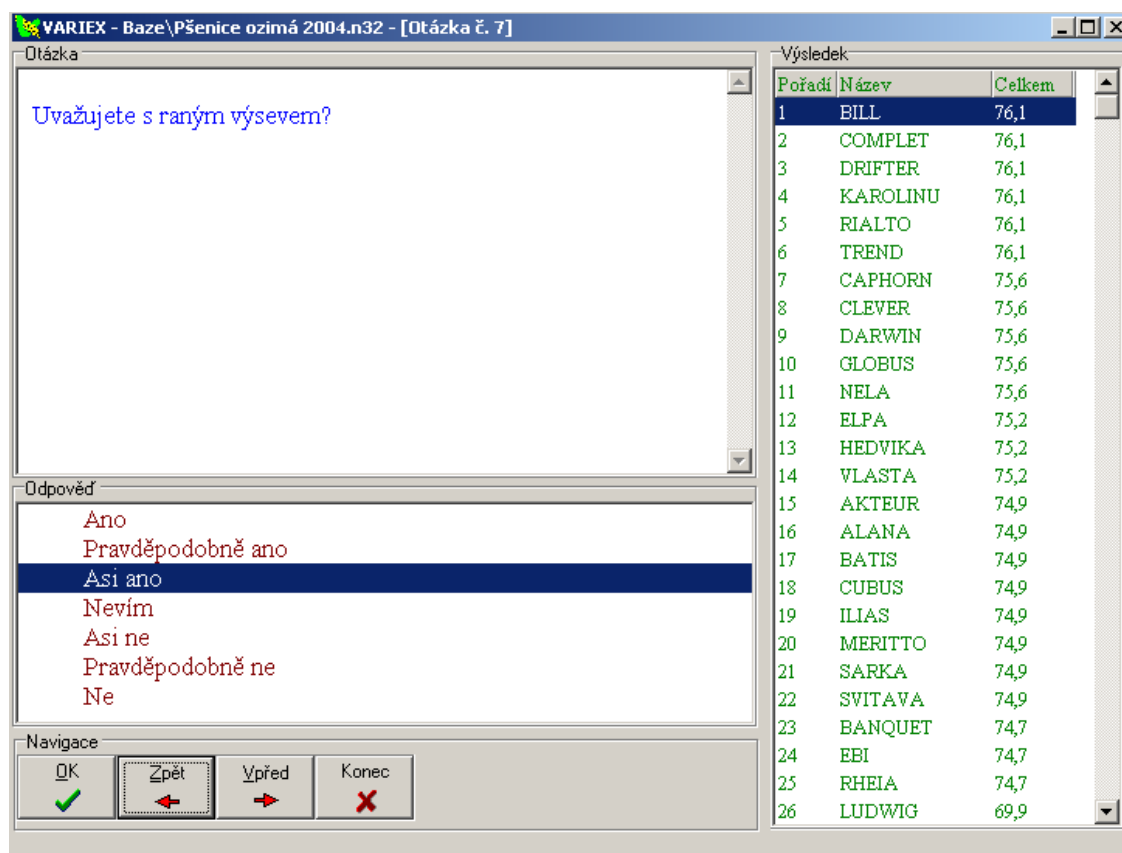 VARIEX - Baze\Pšenice ozimá 2004.n32 - [Otázka č. 7]
Otázka
Uvažujete s raným výsevem?
Odpověď
Ano
Pravděpodobně ano
Asi ano
Nevím
Asi ne
Pravděpodobně ne
Ne
Navigace
OK Zpět Vpřed Konec
Výsledek
Pořadí Název Celkem
1 BILL 76,1
2 COMPLET 76,1
3 DRIFTER 76,1
4 KAROLINU 76,1
5 RIALTO 76,1
6 TREND 76,1
7 CAPHORN 75,6
8 CLEVER 75,6
9 DARWIN 75,6
10 GLOBUS 75,6
11 NELA 75,6
12 ELPA 75,2
13 HEDVIKA 75,2
14 VLASTA 75,2
15 AKTEUR 74,9
16 ALANA 74,9
17 BATIS 74,9
18 CUBUS 74,9
19 ILIAS 74,9
20 MERITTO 74,9
21 SARKA 74,9
22 SVITAVA 74,9
23 BANQUET 74,7
24 EBI 74,7
25 RHEIA 74,7
26 LUDWIG 69,9